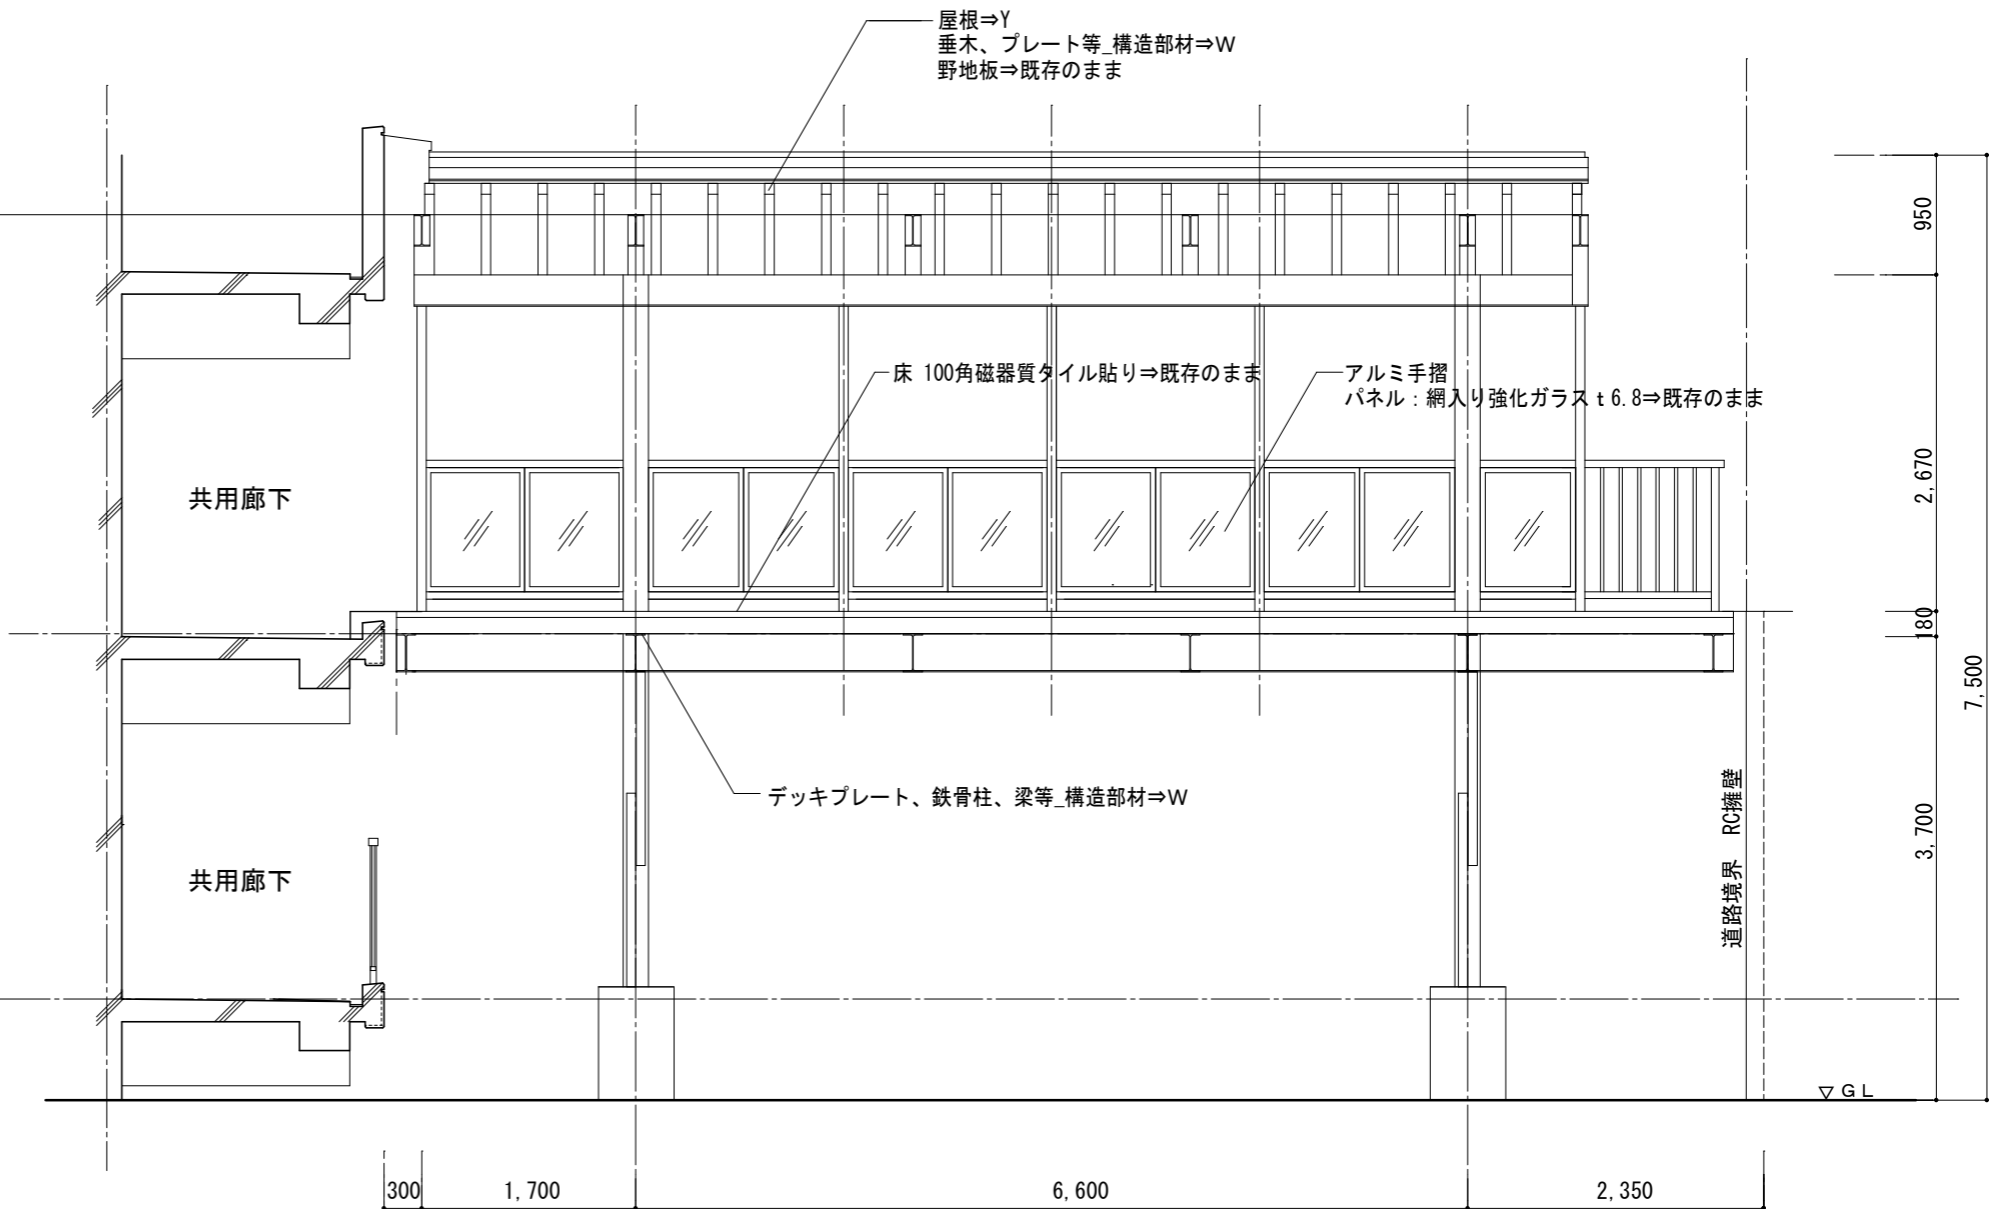 屋根⇒Y
垂木、プレート等_構造部材⇒W
野地板⇒既存のまま
950
床 100角磁器質タイル貼り⇒既存のまま
アルミ手摺
パネル：網入り強化ガラスｔ6.8⇒既存のまま
共用廊下
2,670
180
7,500
デッキプレート、鉄骨柱、梁等_構造部材⇒W
道路境界 RC擁壁
3,700
共用廊下
▽ＧＬ
300
1,700
6,600
2,350